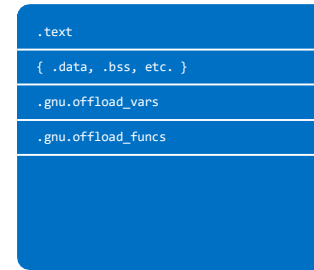 .text
{ .data, .bss, etc. }
.gnu.offload_vars
.gnu.offload_funcs